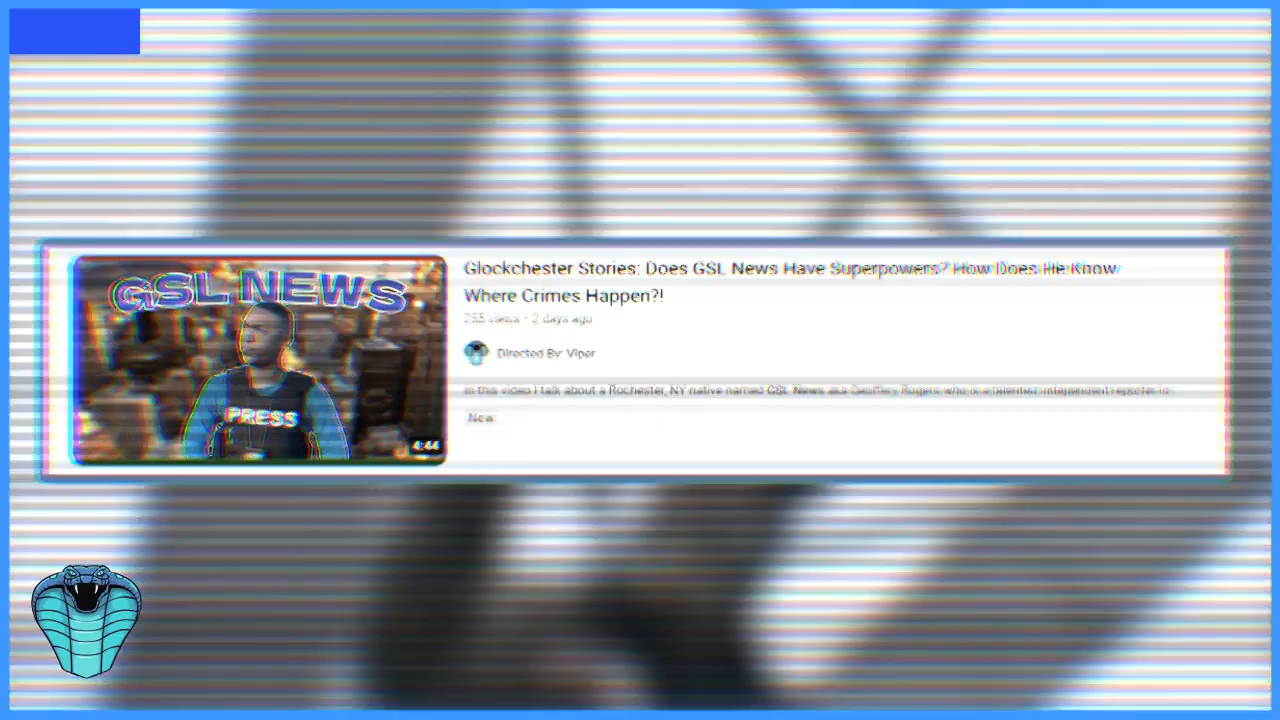 GSL NEWS
PRESS
4:44
Glockchester Stories: Does GSL News Have Superpowers? How Does He Know
Where Crimes Happen?!
255 views • 2 days ago
Directed By: Viper
In this video I talk about a Rochester, NY native named GSL News aka Geoffrey Rogers, who is a talented independent reporter in
New